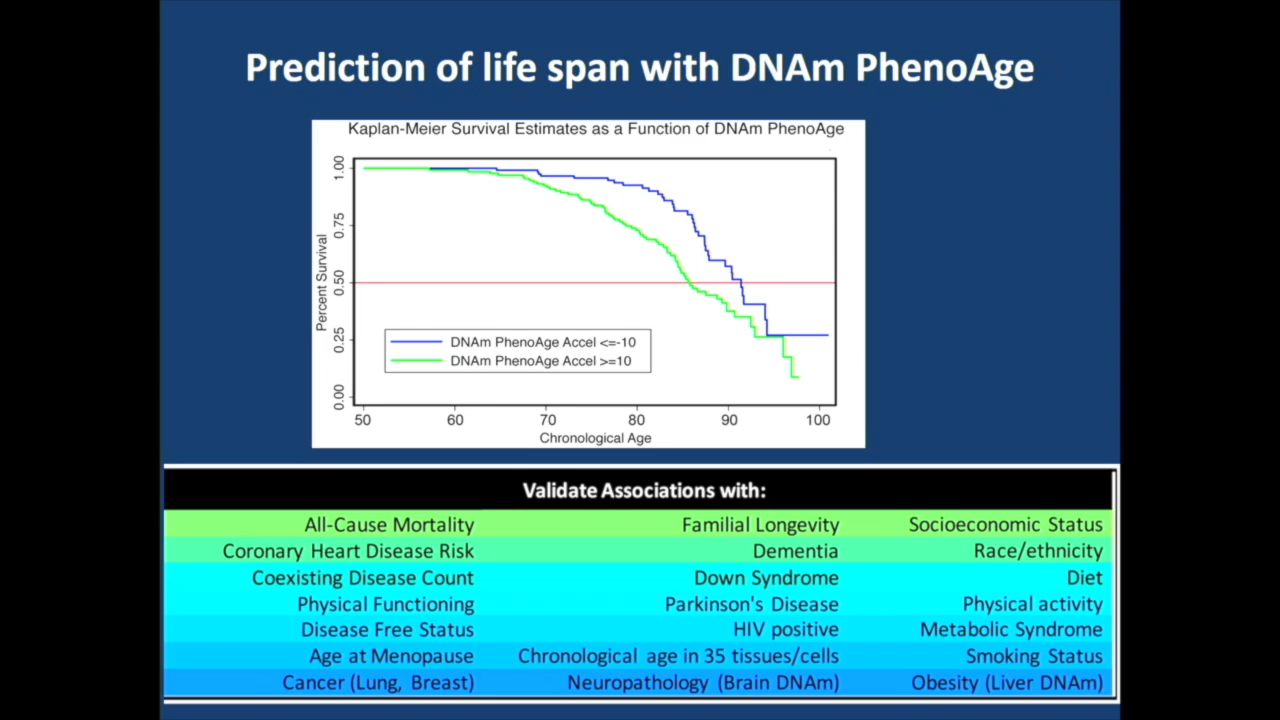 Prediction of life span with DNAm PhenoAge
Kaplan-Meier Survival Estimates as a Function of DNAm PhenoAge
Percent Survival
1.00
0.75
0.50
0.25
0.00
DNAm PhenoAge Accel <=-10
DNAm PhenoAge Accel >=10
50 60 70 80 90 100
Chronological Age
Validate Associations with:
All-Cause Mortality Familial Longevity Socioeconomic Status
Coronary Heart Disease Risk Dementia Race/ethnicity
Coexisting Disease Count Down Syndrome Diet
Physical Functioning Parkinson's Disease Physical activity
Disease Free Status HIV positive Metabolic Syndrome
Age at Menopause Chronological age in 35 tissues/cells Smoking Status
Cancer (Lung, Breast) Neuropathology (Brain DNAm) Obesity (Liver DNAm)